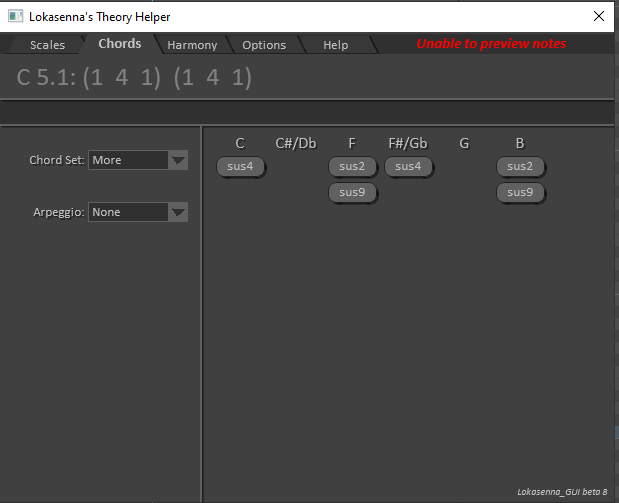 Lokasenna's Theory Helper
Scales Chords Harmony Options Help Unable to preview notes
C 5.1: (1 4 1) (1 4 1)
C C#/Db F F#/Gb G B
Chord Set: More
sus4 sus2 sus4 sus2
sus9 sus9
Arpeggio: None
Lokasenna_GUI beta 8